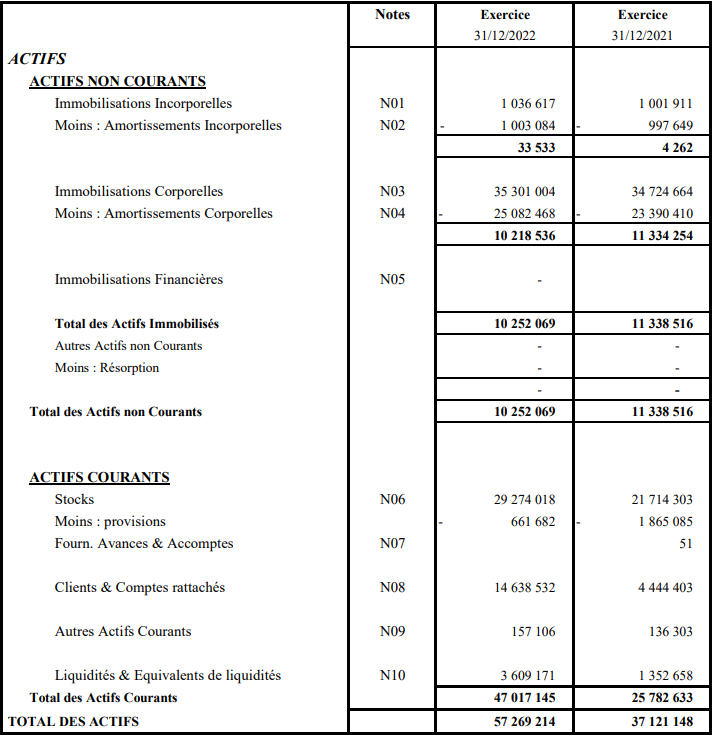 Notes Exercice Exercice
31/12/2022 31/12/2021
ACTIFS
ACTIFS NON COURANTS
Immobilisations Incorporelles N01 1 036 617 1 001 911
Moins : Amortissements Incorporelles N02 - 1 003 084 - 997 649
33 533 4 262
Immobilisations Corporelles N03 35 301 004 34 724 664
Moins : Amortissements Corporelles N04 - 25 082 468 - 23 390 410
10 218 536 11 334 254
Immobilisations Financières N05 -
Total des Actifs Immobilisés 10 252 069 11 338 516
Autres Actifs non Courants - -
Moins : Résorption - -
- -
Total des Actifs non Courants 10 252 069 11 338 516
ACTIFS COURANTS
Stocks N06 29 274 018 21 714 303
Moins : provisions - 661 682 - 1 865 085
Fourn. Avances & Accomptes N07 51
Clients & Comptes rattachés N08 14 638 532 4 444 403
Autres Actifs Courants N09 157 106 136 303
Liquidités & Equivalents de liquidités N10 3 609 171 1 352 658
Total des Actifs Courants 47 017 145 25 782 633
TOTAL DES ACTIFS 57 269 214 37 121 148